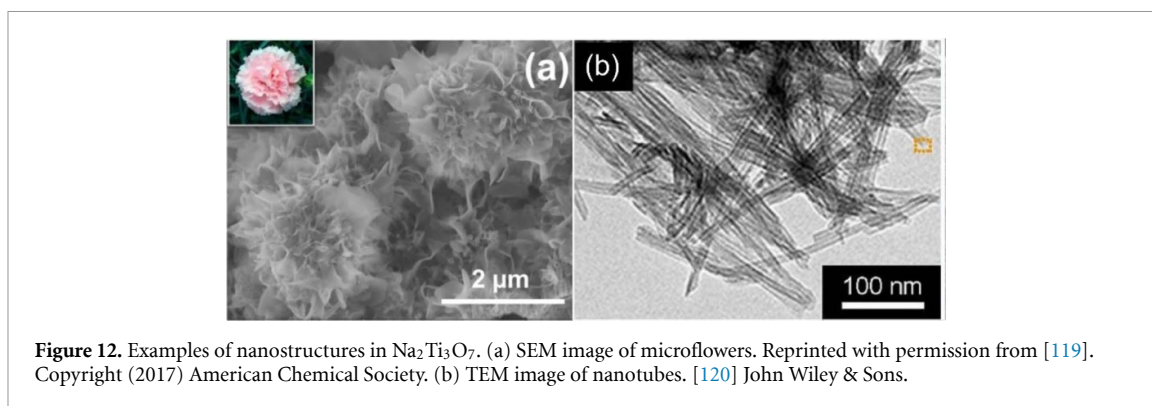 (a)
(b)
2 µm
100 nm
Figure 12. Examples of nanostructures in Na₂Ti₃O₇. (a) SEM image of microflowers. Reprinted with permission from [119].
Copyright (2017) American Chemical Society. (b) TEM image of nanotubes. [120] John Wiley & Sons.